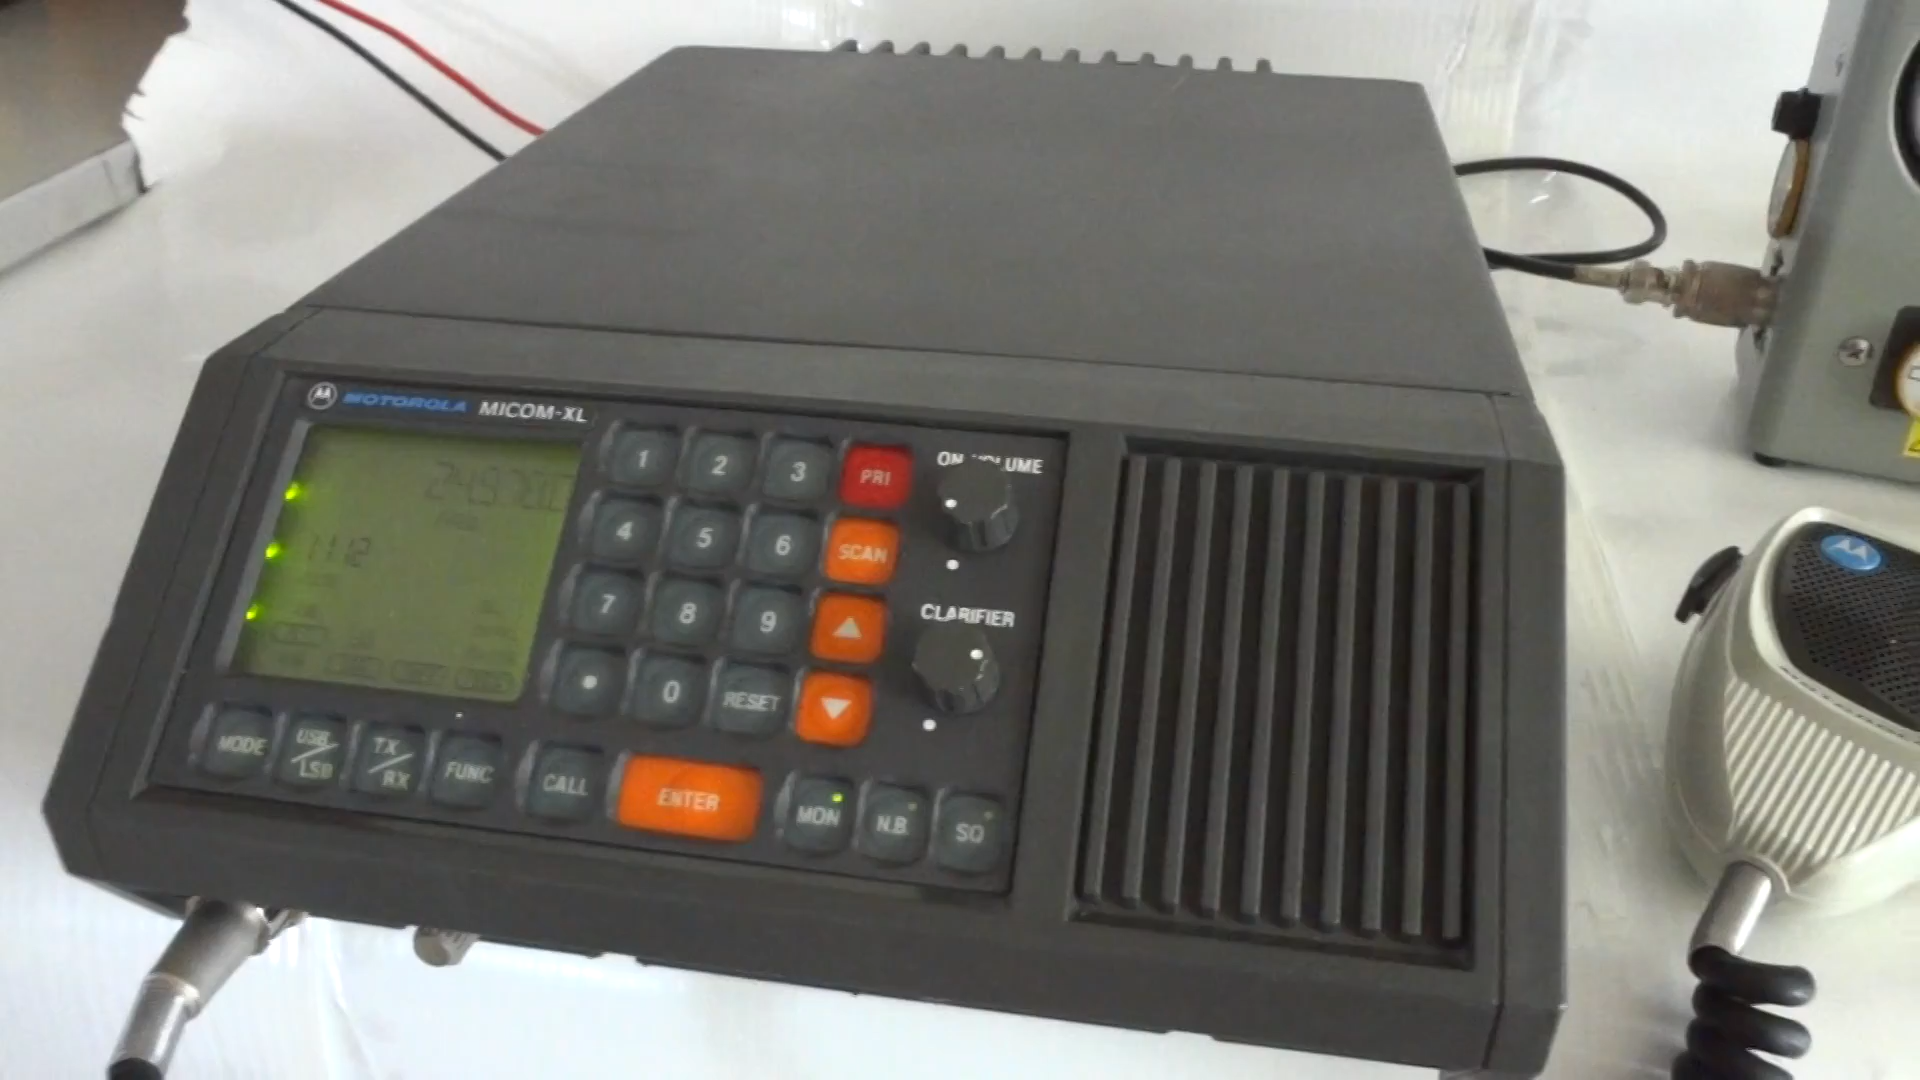 MOTOROLA MICOM-XL
1 2 3 PRI
ON VOLUME
4 5 6 SCAN
7 8 9
CLARIFIER
0 RESET
MODE USB/LSB TX/RX FUNC CALL ENTER MON N.B. SQ